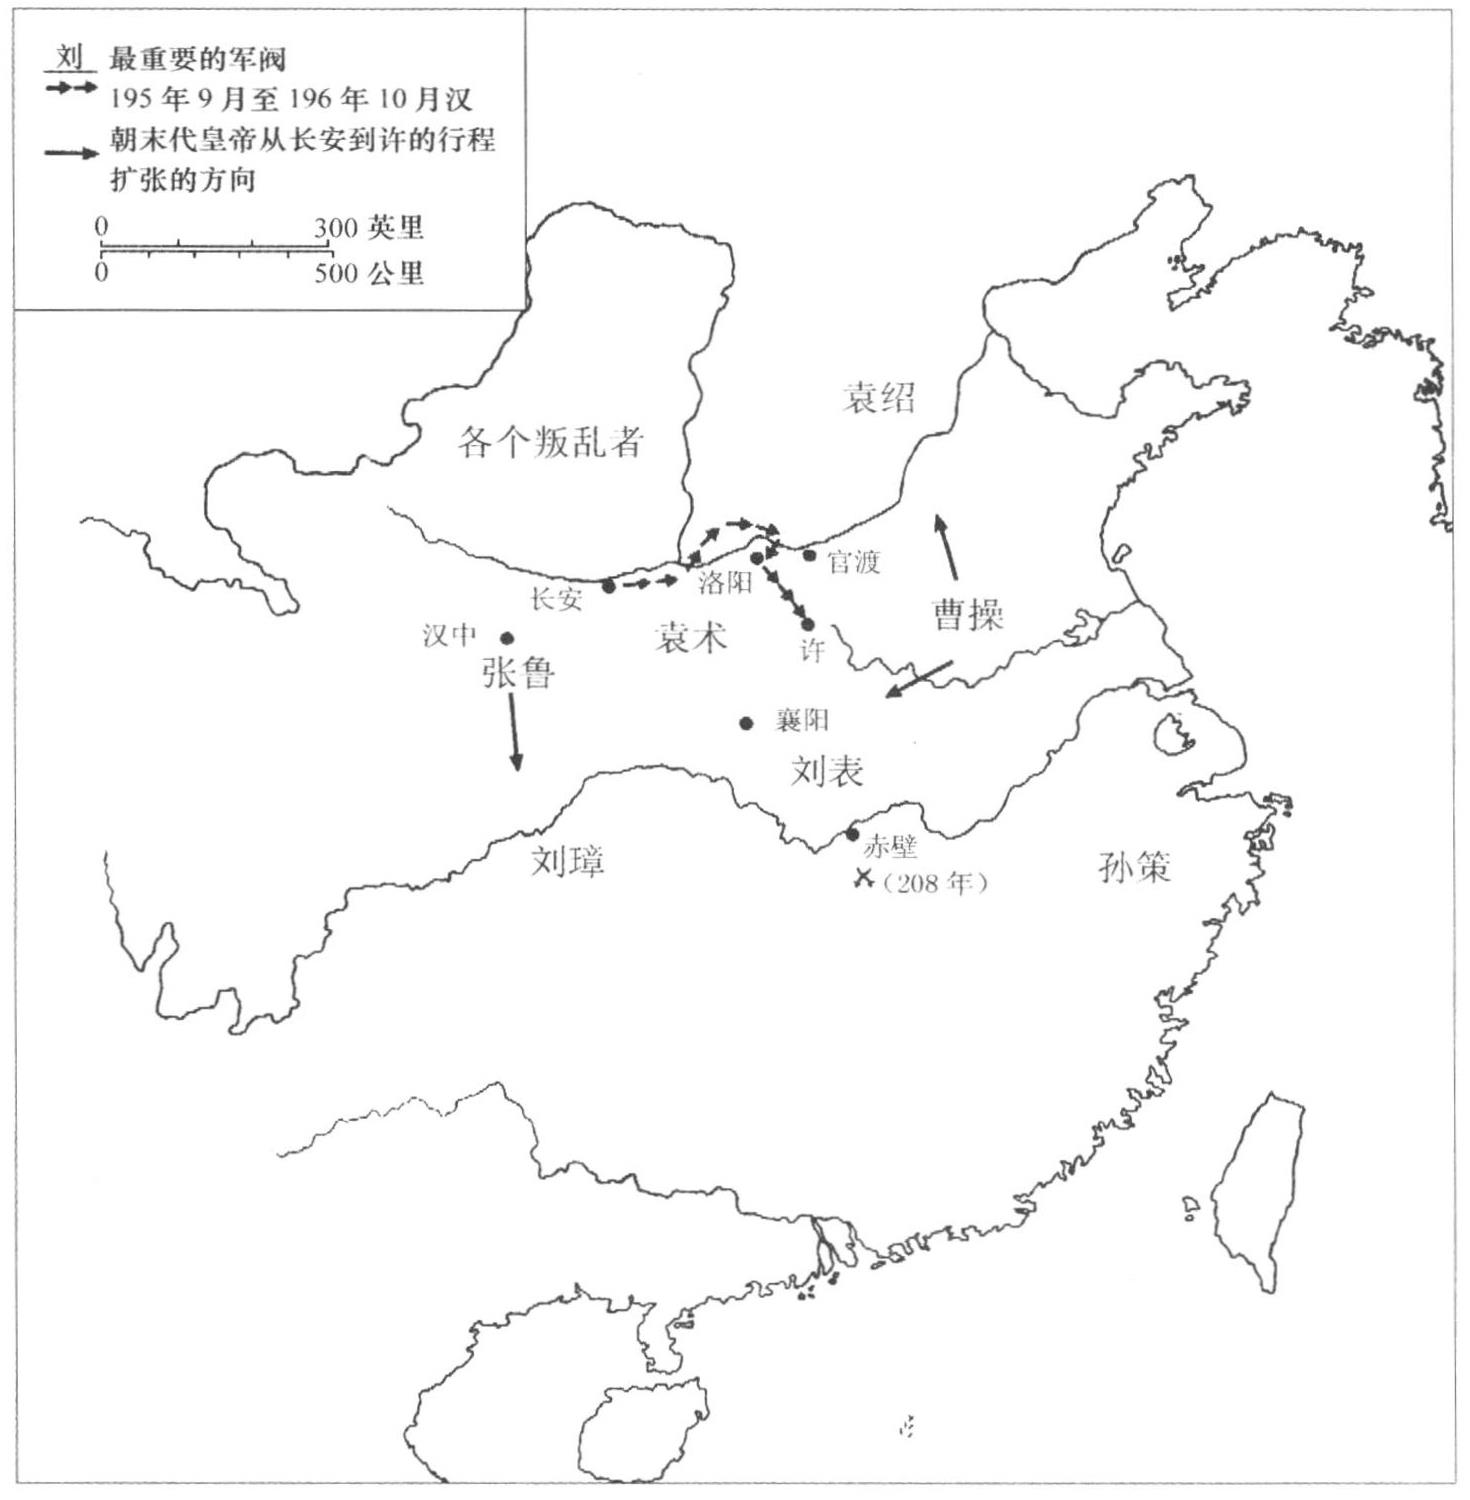 刘 最重要的军阀
195 年 9 月至 196 年 10 月汉
朝末代皇帝从长安到许的行程
扩张的方向
0 300 英里
0 500 公里
袁绍
各个叛乱者
官渡
洛阳
长安
曹操
汉中
袁术
许
张鲁
襄阳
刘表
赤壁
(208 年)
刘璋
孙策